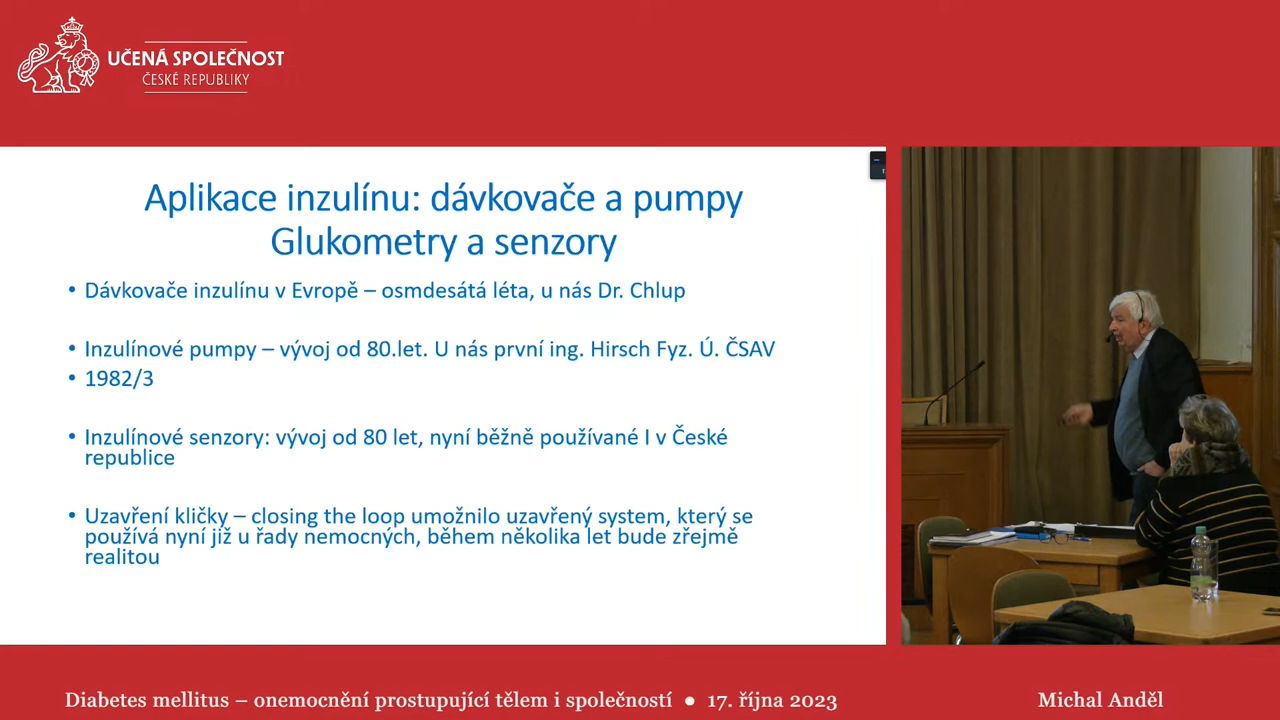 UČENÁ SPOLEČNOST
ČESKÉ REPUBLIKY
Aplikace inzulínu: dávkovače a pumpy
Glukometry a senzory
• Dávkovače inzulínu v Evropě – osmdesátá léta, u nás Dr. Chlup
• Inzulínové pumpy – vývoj od 80.let. U nás první ing. Hirsch Fyz. Ú. ČSAV
• 1982/3
• Inzulínové senzory: vývoj od 80 let, nyní běžně používané I v České
republice
• Uzavření kličky – closing the loop umožnilo uzavřený system, který se
používá nyní již u řady nemocných, během několika let bude zřejmě
realitou
Diabetes mellitus – onemocnění prostupující tělem i společností ● 17. října 2023
Michal Anděl